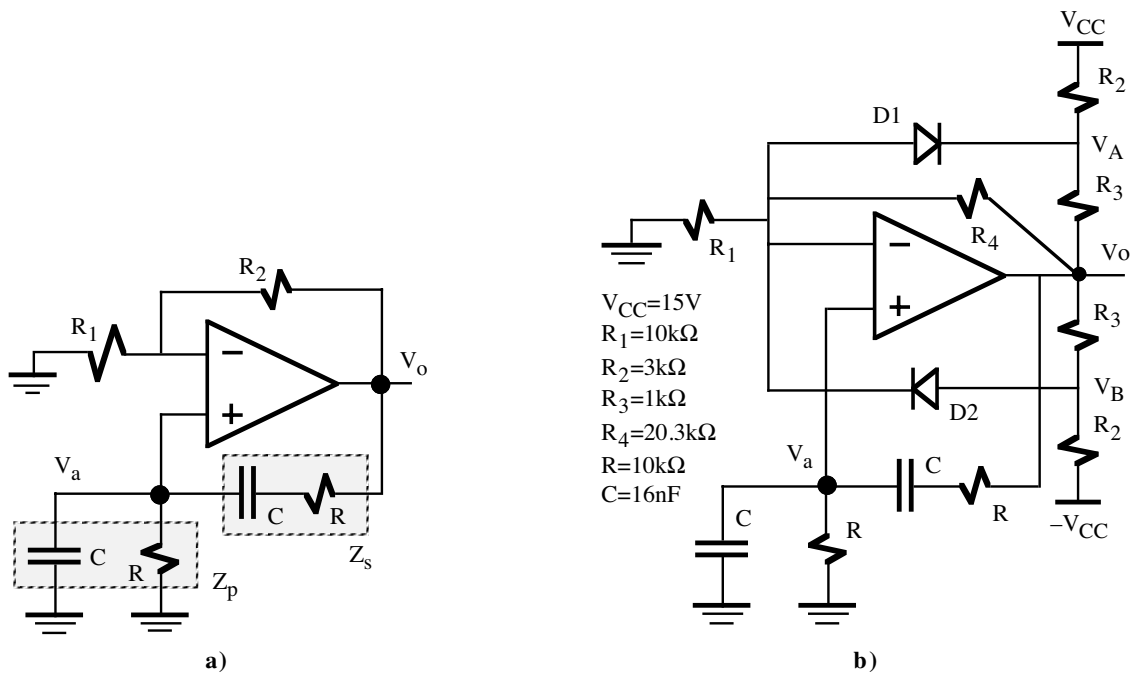 R2
R1
Vo
Va
C
R
Zs
C
R
Zp
a)
VCC
R2
D1
VA
R3
R4
R1
Vo
VCC=15V
R1=10kΩ
R2=3kΩ
R3=1kΩ
R4=20.3kΩ
R=10kΩ
C=16nF
R3
VB
D2
R2
Va
C
R
C
R
–VCC
b)